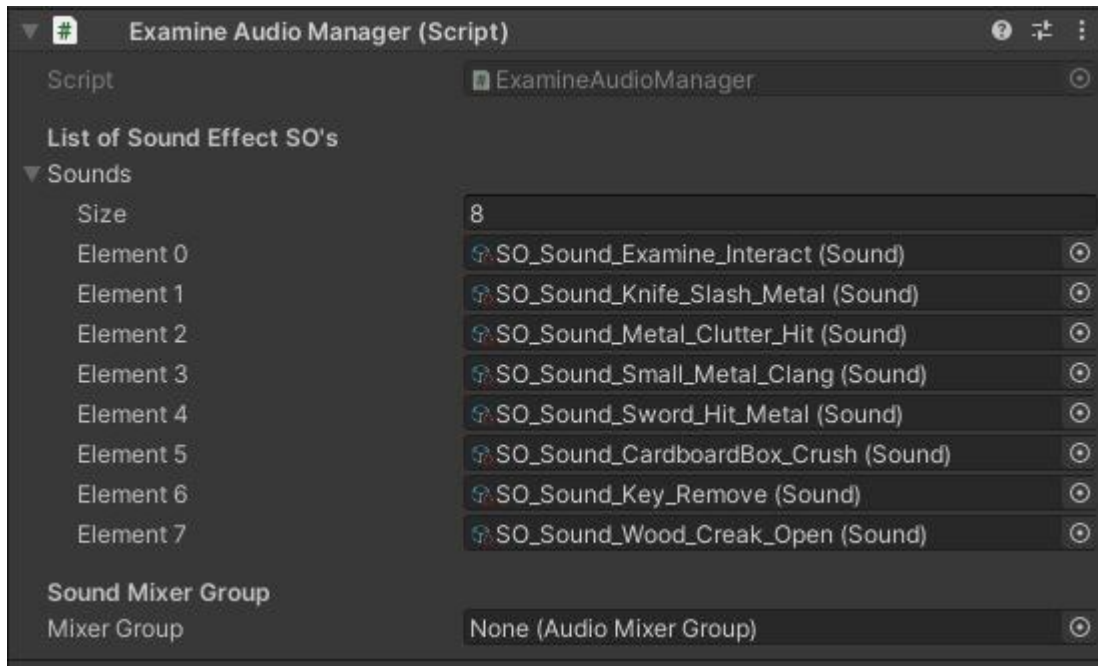 Examine Audio Manager (Script)
Script ExamineAudioManager
List of Sound Effect SO's
Sounds
Size 8
Element 0 SO_Sound_Examine_Interact (Sound)
Element 1 SO_Sound_Knife_Slash_Metal (Sound)
Element 2 SO_Sound_Metal_Clutter_Hit (Sound)
Element 3 SO_Sound_Small_Metal_Clang (Sound)
Element 4 SO_Sound_Sword_Hit_Metal (Sound)
Element 5 SO_Sound_CardboardBox_Crush (Sound)
Element 6 SO_Sound_Key_Remove (Sound)
Element 7 SO_Sound_Wood_Creak_Open (Sound)
Sound Mixer Group
Mixer Group None (Audio Mixer Group)